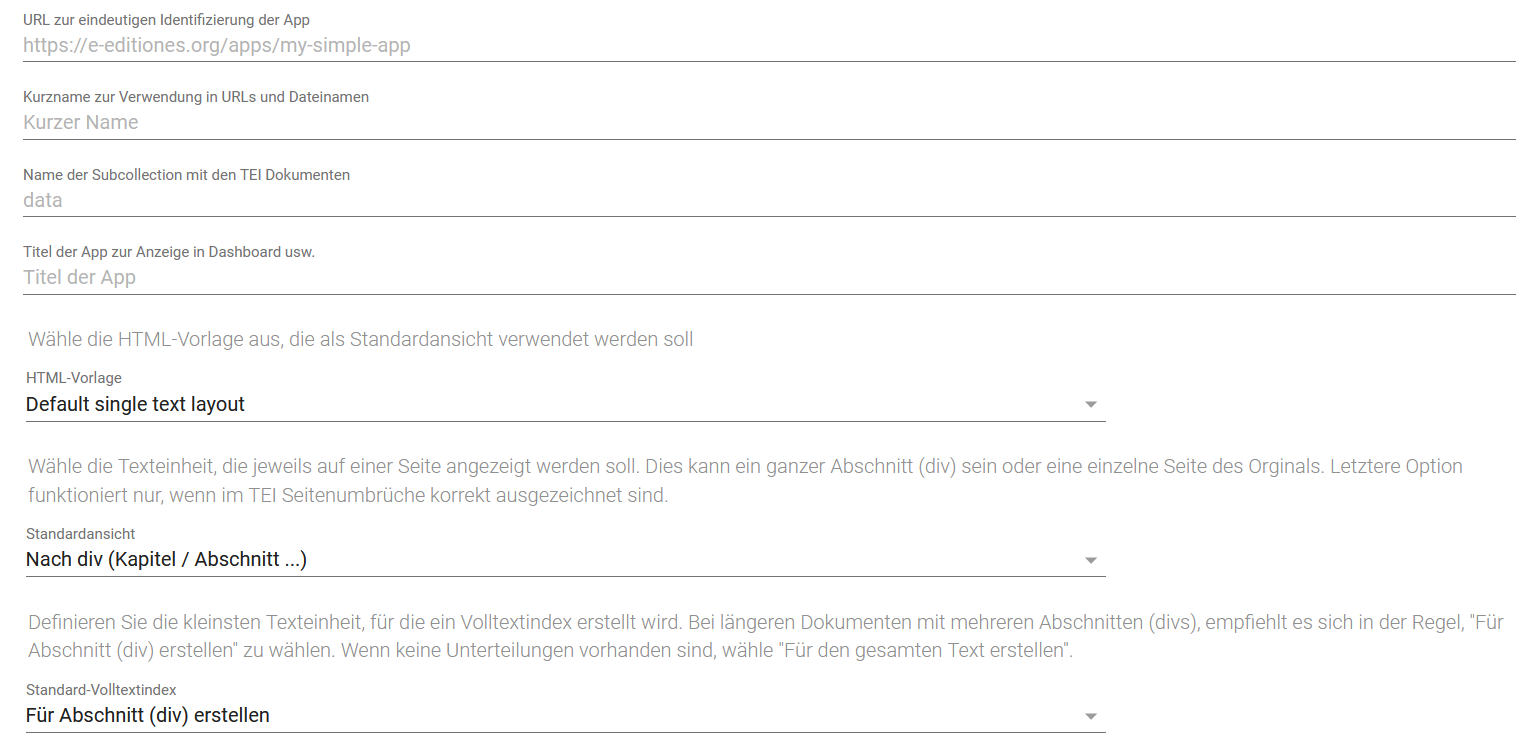 URL zur eindeutigen Identifizierung der App
https://e-editiones.org/apps/my-simple-app
Kurzname zur Verwendung in URLs und Dateinamen
Kurzer Name
Name der Subcollection mit den TEI Dokumenten
data
Titel der App zur Anzeige in Dashboard usw.
Titel der App
Wähle die HTML-Vorlage aus, die als Standardansicht verwendet werden soll
HTML-Vorlage
Default single text layout
Wähle die Texteinheit, die jeweils auf einer Seite angezeigt werden soll. Dies kann ein ganzer Abschnitt (div) sein oder eine einzelne Seite des Orginals. Letztere Option
funktioniert nur, wenn im TEI Seitenumbrüche korrekt ausgezeichnet sind.
Standardansicht
Nach div (Kapitel / Abschnitt ...)
Definieren Sie die kleinsten Texteinheit, für die ein Volltextindex erstellt wird. Bei längeren Dokumenten mit mehreren Abschnitten (divs), empfiehlt es sich in der Regel, "Für
Abschnitt (div) erstellen" zu wählen. Wenn keine Unterteilungen vorhanden sind, wähle "Für den gesamten Text erstellen".
Standard-Volltextindex
Für Abschnitt (div) erstellen